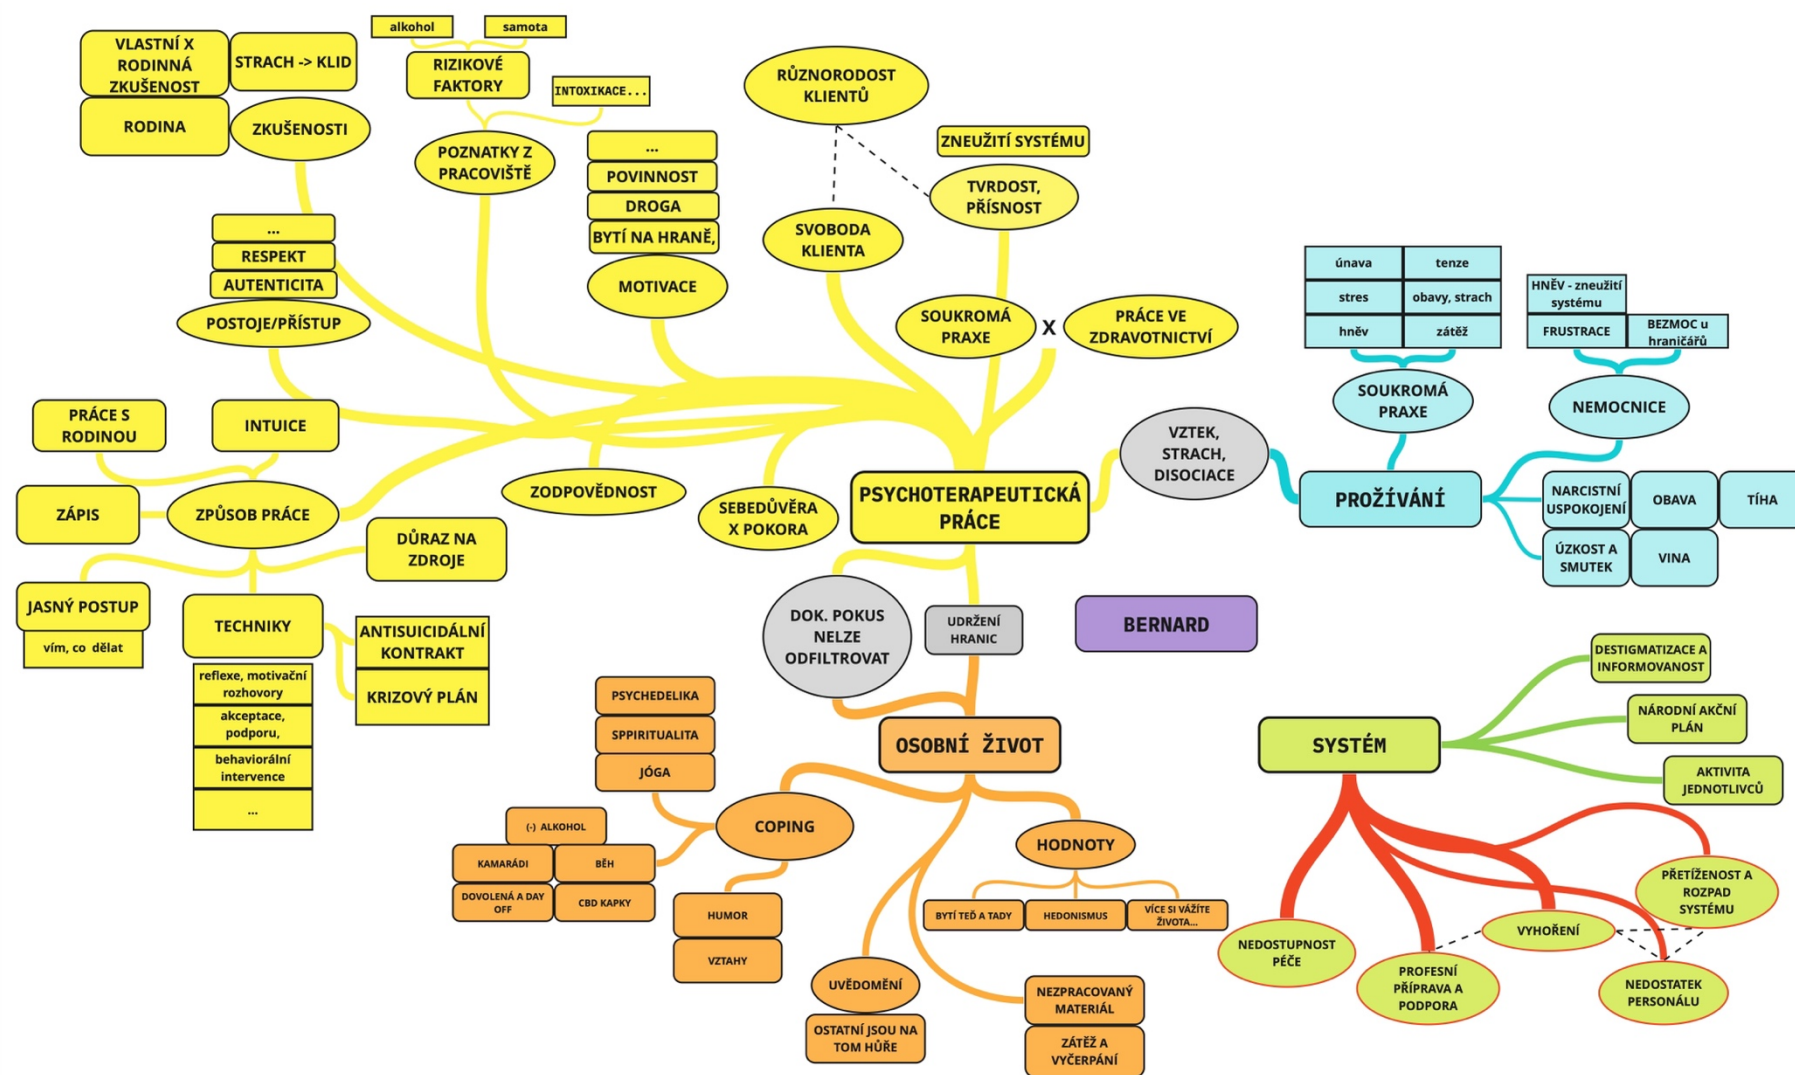 VLASTNÍ X
RODINNÁ
ZKUŠENOST
STRACH -> KLID
RODINA
ZKUŠENOSTI
alkohol
samota
RIZIKOVÉ
FAKTORY
INTOXIKACE...
POZNATKY Z
PRACOVIŠTĚ
...
POVINNOST
DROGA
BYTÍ NA HRANĚ,
MOTIVACE
RŮZNORODOST
KLIENTŮ
ZNEUŽITÍ SYSTÉMU
TVRDOST,
PŘÍSNOST
SVOBODA
KLIENTA
SOUKROMÁ
PRAXE
X
PRÁCE VE
ZDRAVOTNICTVÍ
...
RESPEKT
AUTENTICITA
POSTOJE/PŘÍSTUP
PRÁCE S
RODINOU
INTUICE
ZÁPIS
ZPŮSOB PRÁCE
DŮRAZ NA
ZDROJE
JASNÝ POSTUP
vím, co dělat
TECHNIKY
reflexe, motivační
rozhovory
akceptace,
podporu,
behaviorální
intervence
...
ANTISUICIDÁLNÍ
KONTRAKT
KRIZOVÝ PLÁN
ZODPOVĚDNOST
SEBEDŮVĚRA
X POKORA
PSYCHOTERAPEUTICKÁ
PRÁCE
VZTEK,
STRACH,
DISOCIACE
únava
tenze
stres
obavy, strach
hněv
zátěž
SOUKROMÁ
PRAXE
HNĚV - zneužití
systému
FRUSTRACE
BEZMOC u
hraničářů
NEMOCNICE
PROŽÍVÁNÍ
NARCISTNÍ
USPOKOJENÍ
OBAVA
TÍHA
ÚZKOST A
SMUTEK
VINA
DOK. POKUS
NELZE
ODFILTROVAT
UDRŽENÍ
HRANIC
BERNARD
OSOBNÍ ŽIVOT
PSYCHEDELIKA
SPPIRITUALITA
JÓGA
COPING
(-) ALKOHOL
KAMARÁDI
BĚH
DOVOLENÁ A DAY
OFF
CBD KAPKY
HUMOR
VZTAHY
HODNOTY
BYTÍ TEĎ A TADY
HEDONISMUS
VÍCE SI VÁŽÍTE
ŽIVOTA...
UVĚDOMĚNÍ
OSTATNÍ JSOU NA
TOM HŮŘE
NEZPRACOVANÝ
MATERIÁL
ZÁTĚŽ A
VYČERPÁNÍ
SYSTÉM
DESTIGMATIZACE A
INFORMOVANOST
NÁRODNÍ AKČNÍ
PLÁN
AKTIVITA
JEDNOTLIVCŮ
PŘETÍŽENOST A
ROZPAD
SYSTÉMU
VYHOŘENÍ
NEDOSTUPNOST
PÉČE
PROFESNÍ
PŘÍPRAVA A
PODPORA
NEDOSTATEK
PERSONÁLU